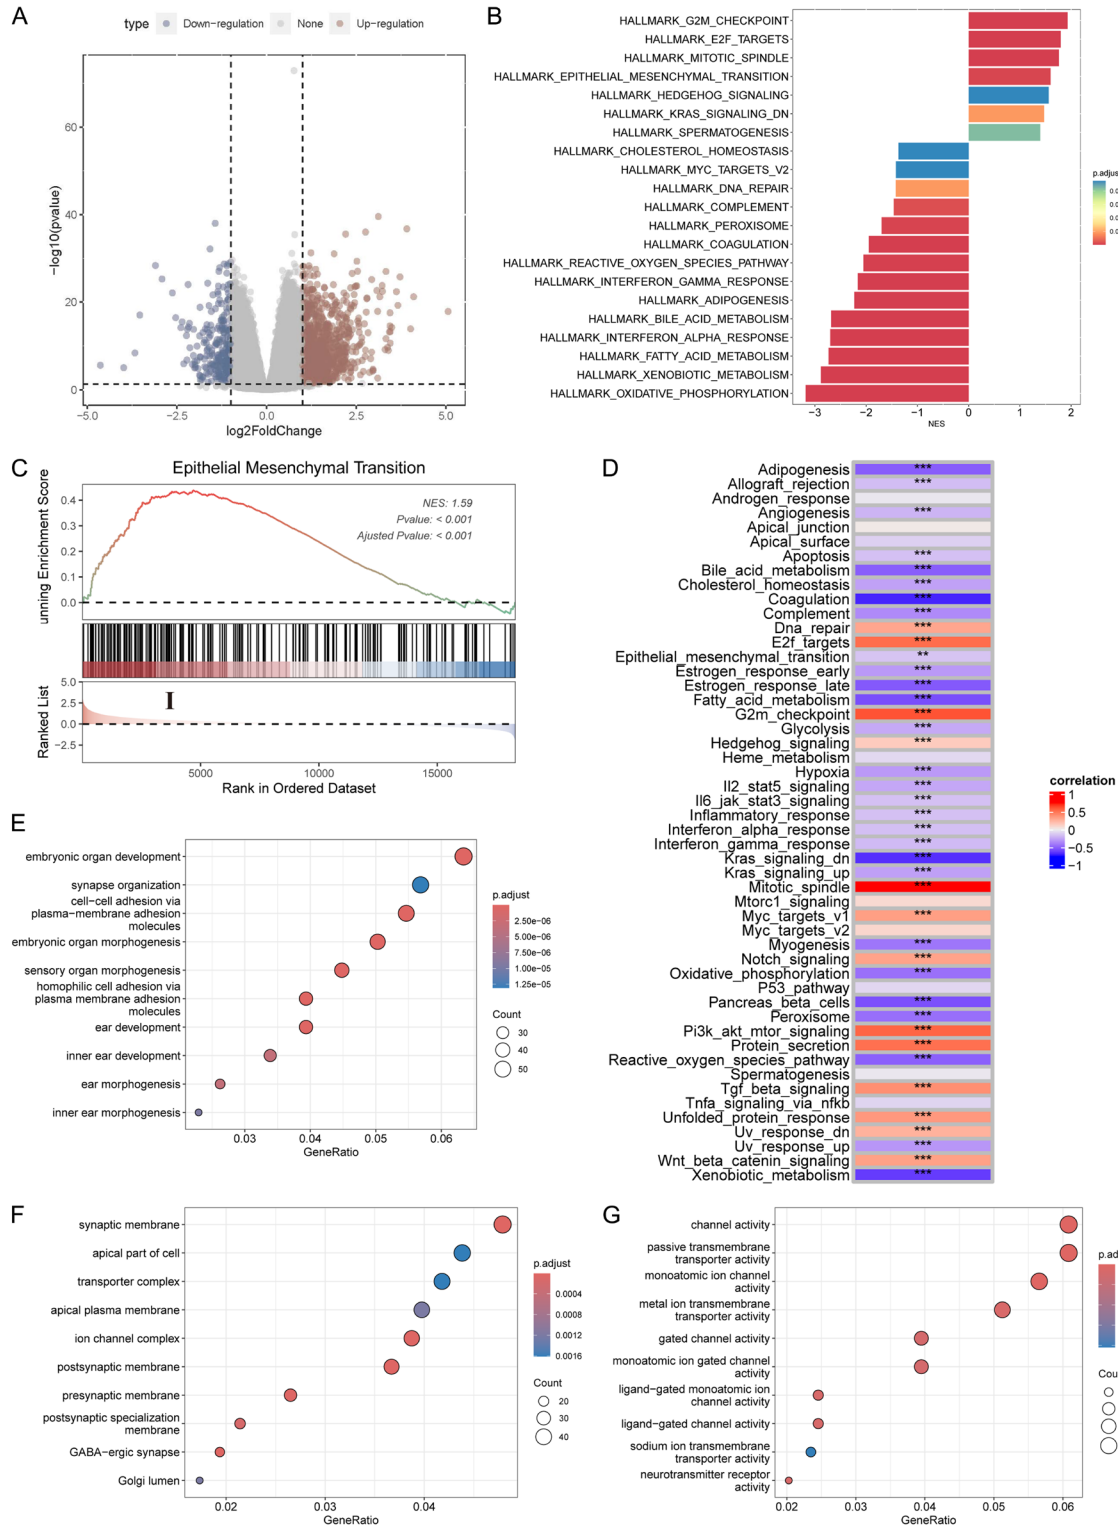 A
type Down-regulation None Up-regulation
−log10(pvalue)
60
40
20
0
−5.0 −2.5 0.0 2.5 5.0
log2FoldChange
B
HALLMARK_G2M_CHECKPOINT
HALLMARK_E2F_TARGETS
HALLMARK_MITOTIC_SPINDLE
HALLMARK_EPITHELIAL_MESENCHYMAL_TRANSITION
HALLMARK_HEDGEHOG_SIGNALING
HALLMARK_KRAS_SIGNALING_DN
HALLMARK_SPERMATOGENESIS
HALLMARK_CHOLESTEROL_HOMEOSTASIS
HALLMARK_MYC_TARGETS_V2
HALLMARK_DNA_REPAIR
HALLMARK_COMPLEMENT
HALLMARK_PEROXISOME
HALLMARK_COAGULATION
HALLMARK_REACTIVE_OXYGEN_SPECIES_PATHWAY
HALLMARK_INTERFERON_GAMMA_RESPONSE
HALLMARK_ADIPOGENESIS
HALLMARK_BILE_ACID_METABOLISM
HALLMARK_INTERFERON_ALPHA_RESPONSE
HALLMARK_FATTY_ACID_METABOLISM
HALLMARK_XENOBIOTIC_METABOLISM
HALLMARK_OXIDATIVE_PHOSPHORYLATION
−3 −2 −1 0 1 2
NES
p.adjus
0.0
0.0
0.0
0.0
C
Epithelial Mesenchymal Transition
unning Enrichment Score
0.4
0.3
0.2
0.1
0.0
NES: 1.59
Pvalue: < 0.001
Ajusted Pvalue: < 0.001
Ranked List
5.0
2.5
0.0
−2.5
I
5000 10000 15000
Rank in Ordered Dataset
D
Adipogenesis ***
Allograft_rejection ***
Androgen_response
Angiogenesis ***
Apical_junction
Apical_surface
Apoptosis ***
Bile_acid_metabolism ***
Cholesterol_homeostasis ***
Coagulation ***
Complement ***
Dna_repair ***
E2f_targets ***
Epithelial_mesenchymal_transition **
Estrogen_response_early ***
Estrogen_response_late ***
Fatty_acid_metabolism ***
G2m_checkpoint ***
Glycolysis ***
Hedgehog_signaling ***
Heme_metabolism
Hypoxia ***
Il2_stat5_signaling ***
Il6_jak_stat3_signaling ***
Inflammatory_response ***
Interferon_alpha_response ***
Interferon_gamma_response ***
Kras_signaling_dn ***
Kras_signaling_up ***
Mitotic_spindle ***
Mtorc1_signaling
Myc_targets_v1 ***
Myc_targets_v2
Myogenesis ***
Notch_signaling ***
Oxidative_phosphorylation ***
P53_pathway
Pancreas_beta_cells ***
Peroxisome ***
Pi3k_akt_mtor_signaling ***
Protein_secretion ***
Reactive_oxygen_species_pathway ***
Spermatogenesis
Tgf_beta_signaling ***
Tnfa_signaling_via_nfkb
Unfolded_protein_response ***
Uv_response_dn ***
Uv_response_up ***
Wnt_beta_catenin_signaling ***
Xenobiotic_metabolism ***
correlation
1
0.5
0
−0.5
−1
E
embryonic organ development
synapse organization
cell−cell adhesion via
plasma−membrane adhesion
molecules
embryonic organ morphogenesis
sensory organ morphogenesis
homophilic cell adhesion via
plasma membrane adhesion
molecules
ear development
inner ear development
ear morphogenesis
inner ear morphogenesis
0.03 0.04 0.05 0.06
GeneRatio
p.adjust
2.50e−06
5.00e−06
7.50e−06
1.00e−05
1.25e−05
Count
30
40
50
F
synaptic membrane
apical part of cell
transporter complex
apical plasma membrane
ion channel complex
postsynaptic membrane
presynaptic membrane
postsynaptic specialization
membrane
GABA−ergic synapse
Golgi lumen
0.02 0.03 0.04
GeneRatio
p.adjust
0.0004
0.0008
0.0012
0.0016
Count
20
30
40
G
channel activity
passive transmembrane
transporter activity
monoatomic ion channel
activity
metal ion transmembrane
transporter activity
gated channel activity
monoatomic ion gated channel
activity
ligand−gated monoatomic ion
channel activity
ligand−gated channel activity
sodium ion transmembrane
transporter activity
neurotransmitter receptor
activity
0.02 0.03 0.04 0.05 0.06
GeneRatio
p.ad
Cou